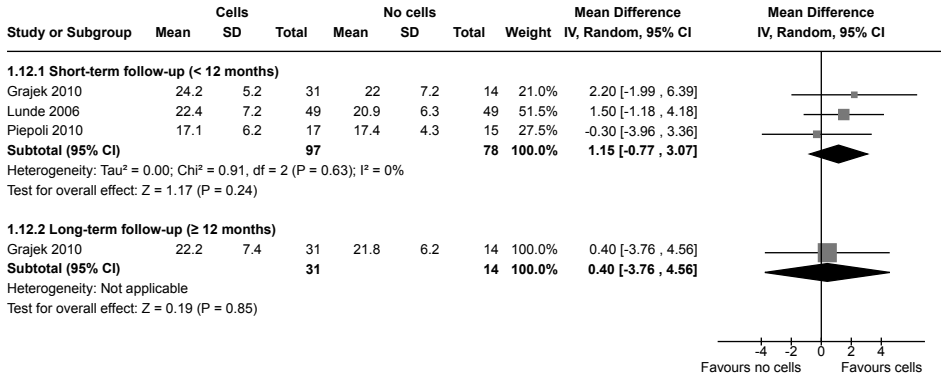 Cells No cells Mean Difference Mean Difference
Study or Subgroup Mean SD Total Mean SD Total Weight IV, Random, 95% CI IV, Random, 95% CI
1.12.1 Short-term follow-up (< 12 months)
Grajek 2010 24.2 5.2 31 22 7.2 14 21.0% 2.20 [-1.99 , 6.39]
Lunde 2006 22.4 7.2 49 20.9 6.3 49 51.5% 1.50 [-1.18 , 4.18]
Piepoli 2010 17.1 6.2 17 17.4 4.3 15 27.5% -0.30 [-3.96 , 3.36]
Subtotal (95% CI) 97 78 100.0% 1.15 [-0.77 , 3.07]
Heterogeneity: Tau² = 0.00; Chi² = 0.91, df = 2 (P = 0.63); I² = 0%
Test for overall effect: Z = 1.17 (P = 0.24)
1.12.2 Long-term follow-up (≥ 12 months)
Grajek 2010 22.2 7.4 31 21.8 6.2 14 100.0% 0.40 [-3.76 , 4.56]
Subtotal (95% CI) 31 14 100.0% 0.40 [-3.76 , 4.56]
Heterogeneity: Not applicable
Test for overall effect: Z = 0.19 (P = 0.85)
-4 -2 0 2 4
Favours no cells Favours cells